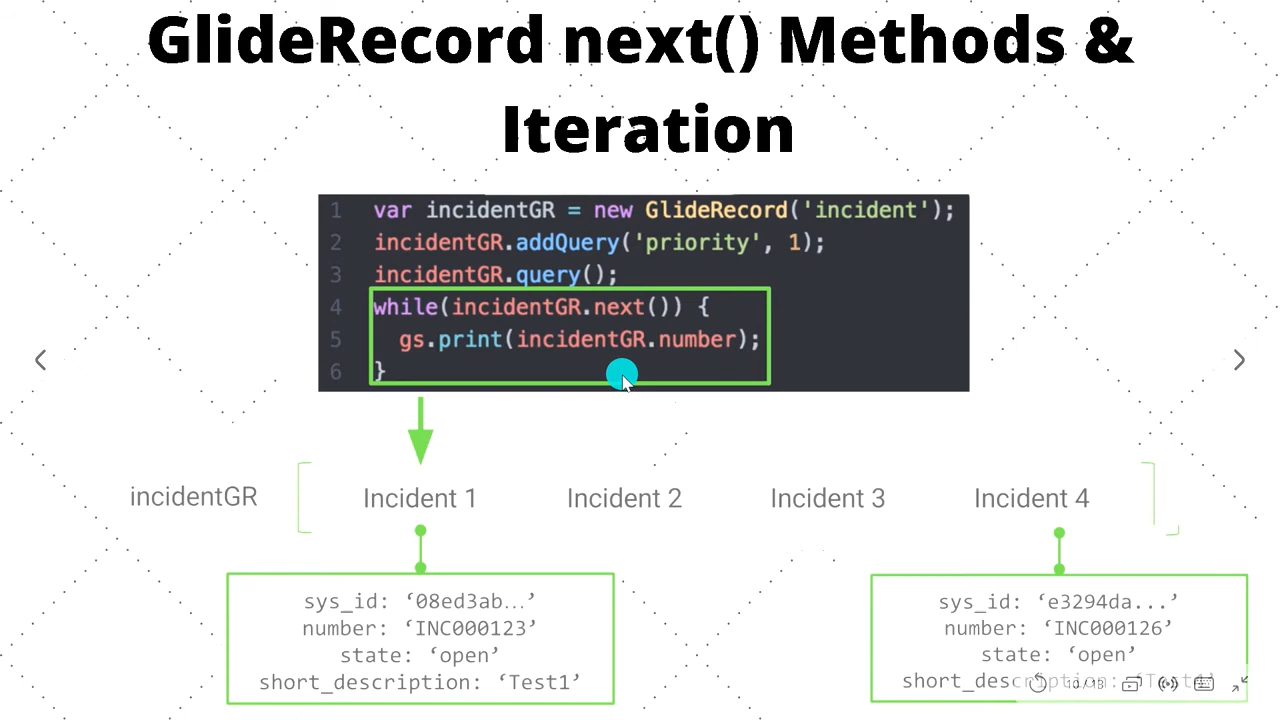 GlideRecord next() Methods &
Iteration
1 var incidentGR = new GlideRecord('incident');
2 incidentGR.addQuery('priority', 1);
3 incidentGR.query();
4 while(incidentGR.next()) {
5 gs.print(incidentGR.number);
6 }
incidentGR Incident 1 Incident 2 Incident 3 Incident 4
sys_id: ‘08ed3ab...’
number: ‘INC000123’
state: ‘open’
short_description: ‘Test1’
sys_id: ‘e3294da...’
number: ‘INC000126’
state: ‘open’
short_description: